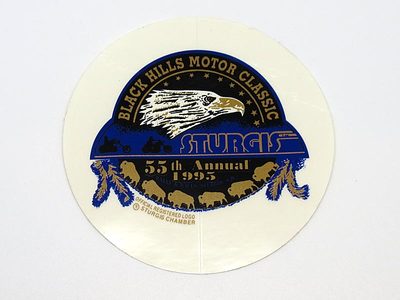 BLACK HILLS MOTOR CLASSIC
STURGIS
55th Annual
1995
OFFICIAL REGISTERED LOGO
STURGIS CHAMBER